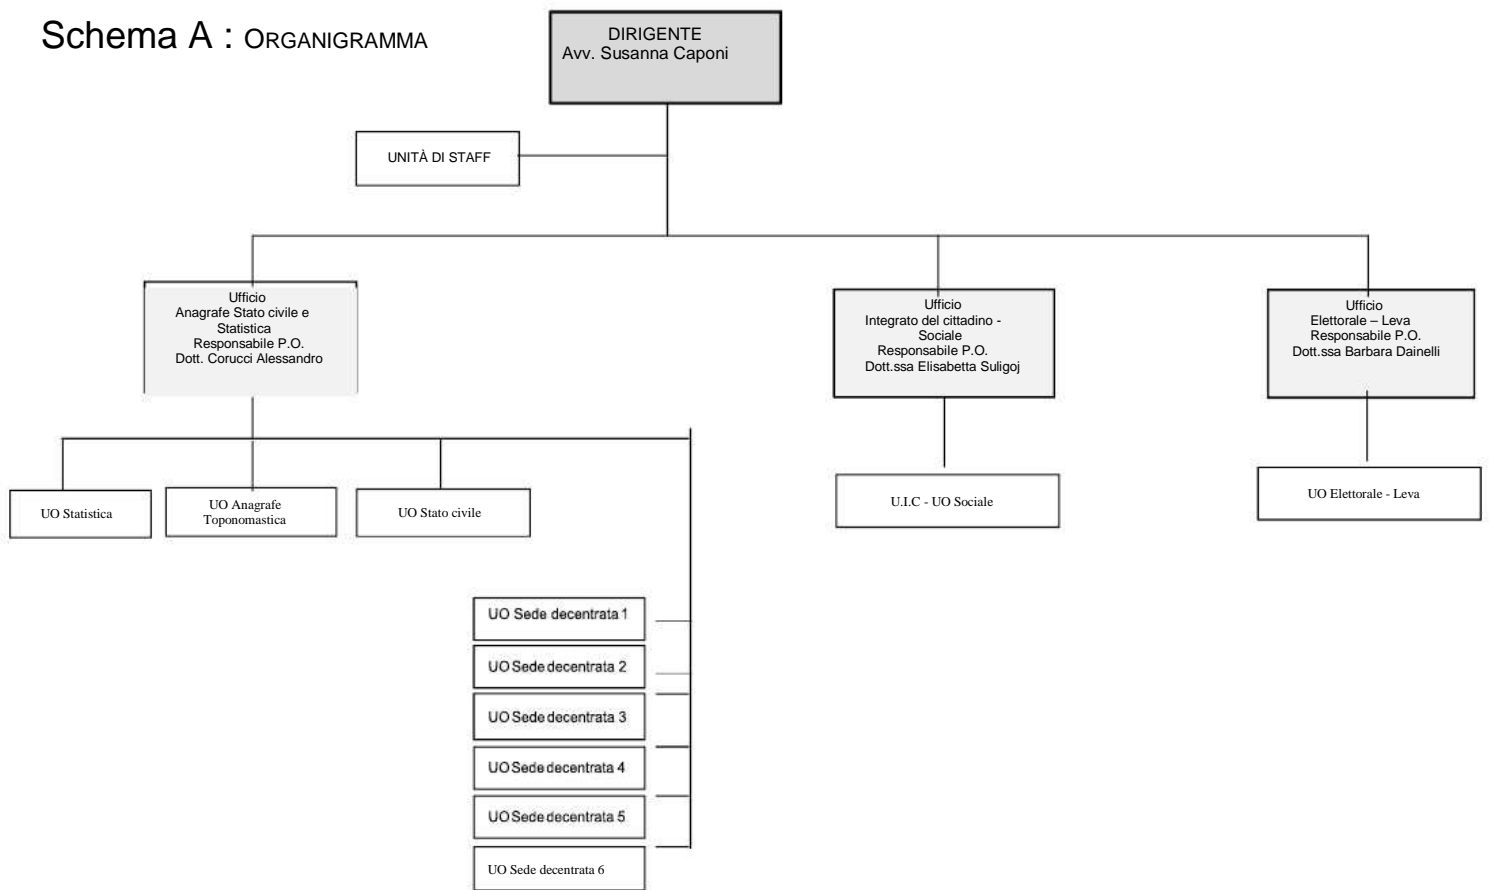 Schema A : ORGANIGRAMMA
DIRIGENTE
Avv. Susanna Caponi
UNITÀ DI STAFF
Ufficio
Anagrafe Stato civile e
Statistica
Responsabile P.O.
Dott. Corucci Alessandro
Ufficio
Integrato del cittadino -
Sociale
Responsabile P.O.
Dott.ssa Elisabetta Suligoj
Ufficio
Elettorale – Leva
Responsabile P.O.
Dott.ssa Barbara Dainelli
UO Statistica
UO Anagrafe
Toponomastica
UO Stato civile
U.I.C - UO Sociale
UO Elettorale - Leva
UO Sede decentrata 1
UO Sede decentrata 2
UO Sede decentrata 3
UO Sede decentrata 4
UO Sede decentrata 5
UO Sede decentrata 6